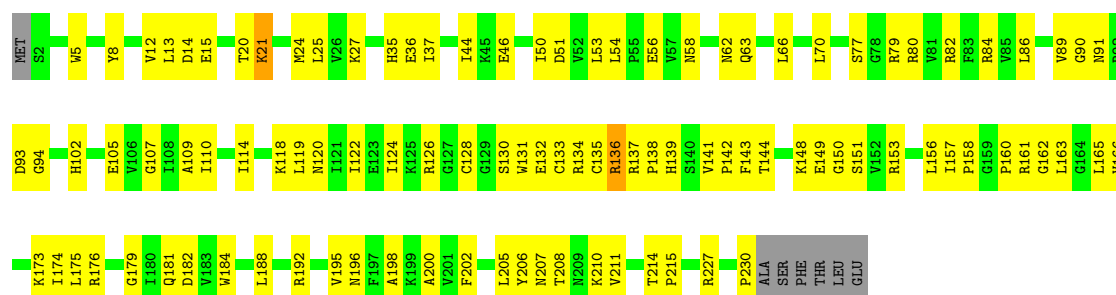 MET S2 W5 Y8 V12 L13 D14 E15 T20 K21 M24 L25 V26 K27 H35 E36 I37 I44 K45 E46 I50 D51 V52 L53 L54 P55 E56 V57 N58 N62 Q63 L66 L70 S77 G78 R79 R80 V81 R82 F83 R84 V85 L86 V89 G90 N91
D93 G94 H102 E105 V106 G107 I108 A109 I110 I114 K118 L119 N120 I121 I122 E123 I124 K125 R126 G127 C128 G129 S130 W131 E132 C133 R134 C135 R136 R137 P138 H139 S140 V141 P142 F143 T144 K148 E149 G150 S151 V152 R153 L156 I157 P158 G159 P160 R161 G162 L163 G164 L165
K173 I174 L175 R176 G179 I180 Q181 D182 V183 W184 L188 R192 V195 N196 F197 A198 K199 A200 V201 F202 L205 Y206 N207 T208 N209 K210 V211 T214 P215 R227 P230 ALA SER PHE THR LEU GLU